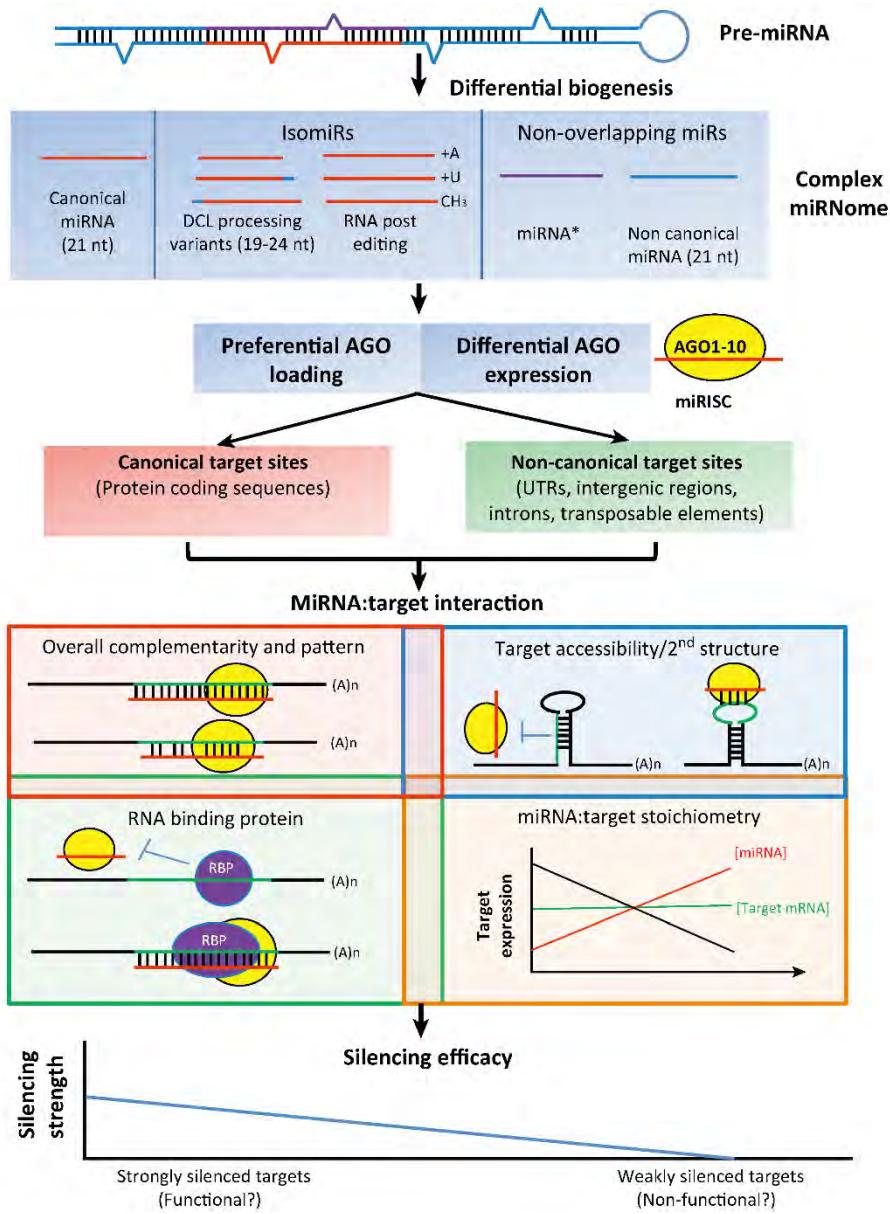 Pre-miRNA
Differential biogenesis
IsomiRs
Non-overlapping miRs
+A
+U
CH₃
Canonical
miRNA
(21 nt)
DCL processing
variants (19-24 nt)
RNA post
editing
miRNA*
Non canonical
miRNA (21 nt)
Complex
miRNome
Preferential AGO
loading
Differential AGO
expression
AGO1-10
miRISC
Canonical target sites
(Protein coding sequences)
Non-canonical target sites
(UTRs, intergenic regions,
introns, transposable elements)
MiRNA:target interaction
Overall complementarity and pattern
(A)n
(A)n
Target accessibility/2nd structure
(A)n
(A)n
RNA binding protein
RBP
(A)n
RBP
(A)n
miRNA:target stoichiometry
[miRNA]
[Target mRNA]
Target
expression
Silencing efficacy
Silencing
strength
Strongly silenced targets
(Functional?)
Weakly silenced targets
(Non-functional?)